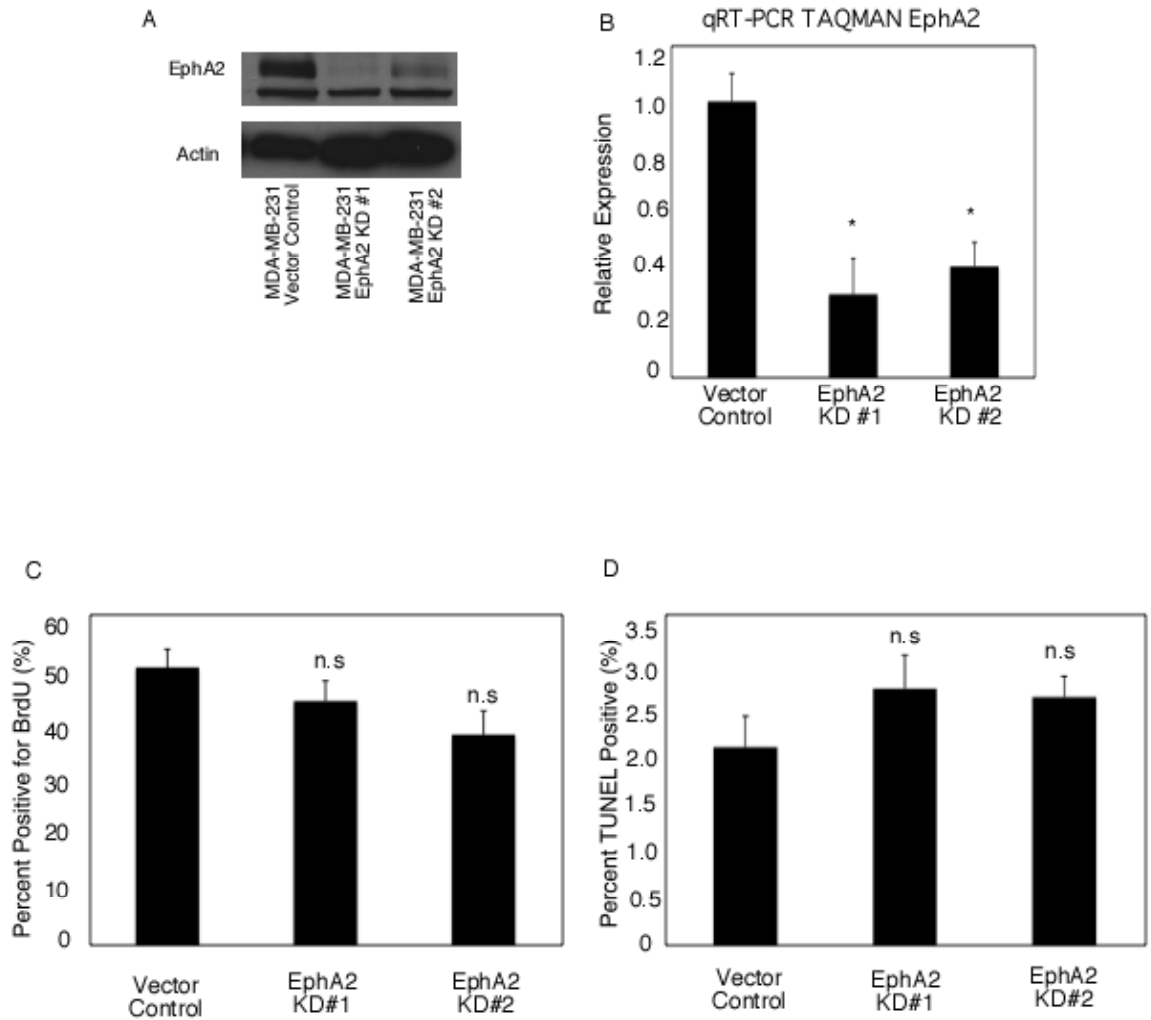 A
EphA2
Actin
MDA-MB-231
Vector Control
MDA-MB-231
EphA2 KD #1
MDA-MB-231
EphA2 KD #2
B
qRT-PCR TAQMAN EphA2
Relative Expression
1.2
1.0
0.8
0.6
0.4
0.2
0
*
*
Vector
Control
EphA2
KD #1
EphA2
KD #2
C
Percent Positive for BrdU (%)
60
50
40
30
20
10
0
n.s
n.s
Vector
Control
EphA2
KD#1
EphA2
KD#2
D
Percent TUNEL Positive (%)
3.5
3.0
2.5
2.0
1.5
1.0
0.5
0
n.s
n.s
Vector
Control
EphA2
KD#1
EphA2
KD#2